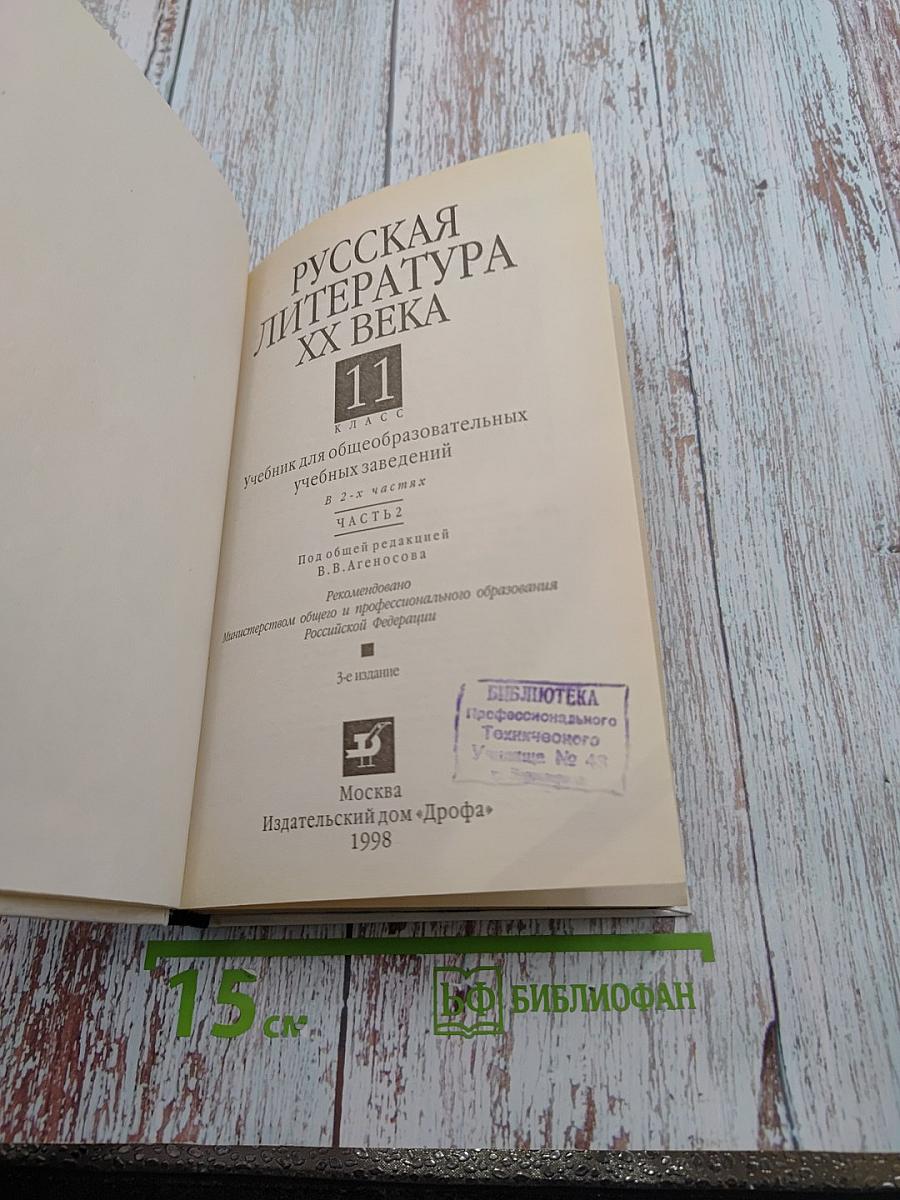 РУССКАЯ
ЛИТЕРАТУРА
XX ВЕКА
11
КЛАСС
Учебник для общеобразовательных
учебных заведений
В 2-х частях
ЧАСТЬ 2
Под общей редакцией
В.В.Агеносова
Рекомендовано
Министерством общего и профессионального образования
Российской Федерации
3-е издание
БИБЛИОТЕКА
Профессионального
Технического
Училище №
Москва
Издательский дом «Дрофа»
1998
15 см
БФ БИБЛИОФАН